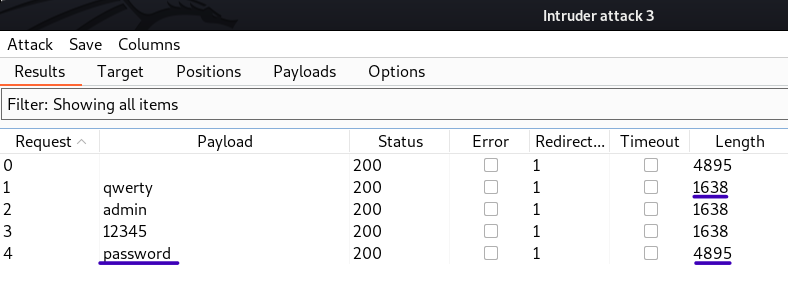 Intruder attack 3
Attack Save Columns
Results Target Positions Payloads Options
Filter: Showing all items
Request Payload Status Error Redirect... Timeout Length
0 200 1 4895
1 qwerty 200 1 1638
2 admin 200 1 1638
3 12345 200 1 1638
4 password 200 1 4895